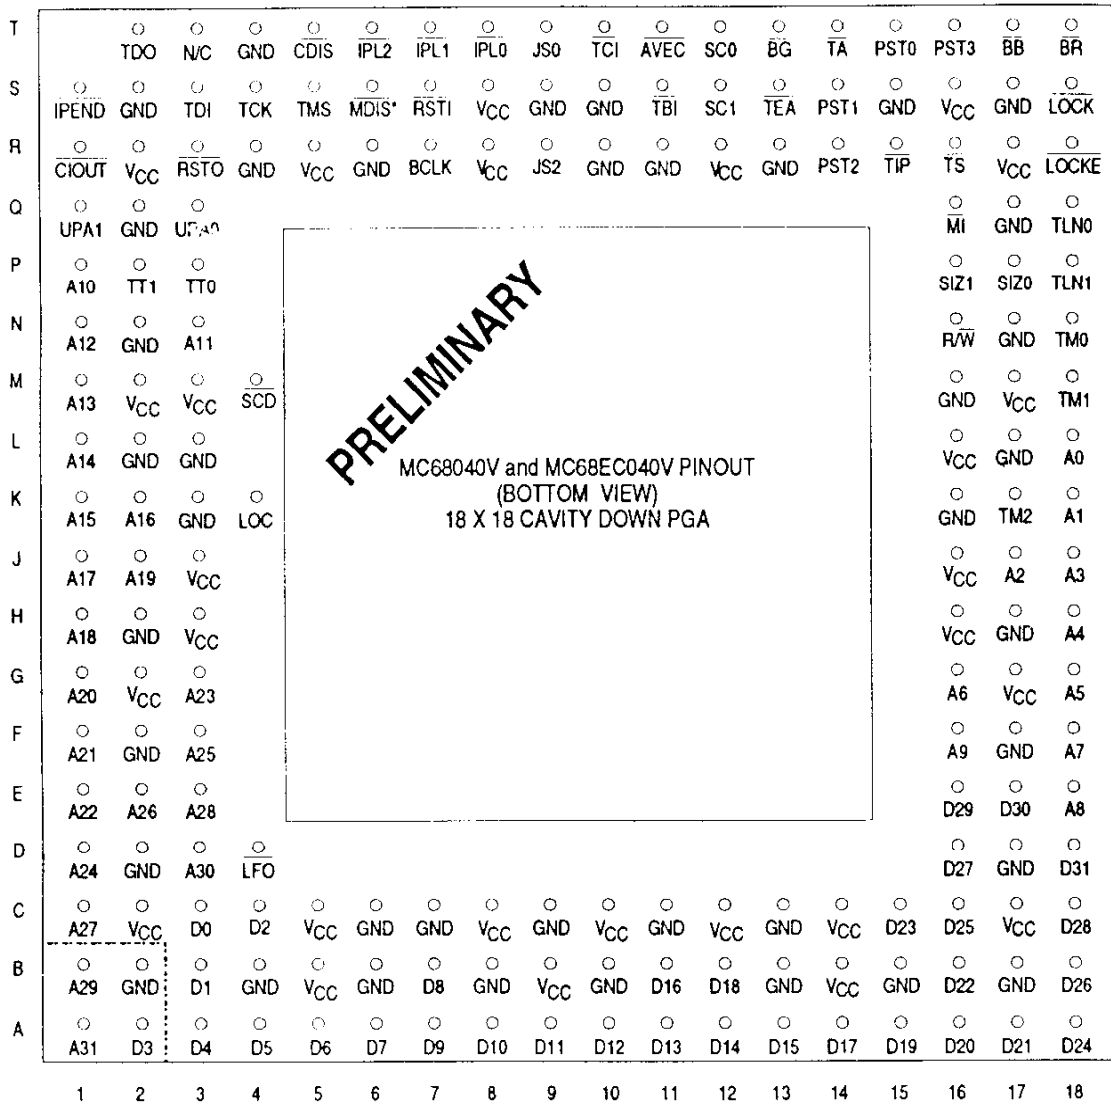 T
TDO N/C GND CDIS IPL2 IPL1 IPL0 JS0 TCI AVEC SC0 BG TA PST0 PST3 BB BR
S
IPEND GND TDI TCK TMS MDIS* RSTI VCC GND GND TBI SC1 TEA PST1 GND VCC GND LOCK
R
CIOUT VCC RSTO GND VCC GND BCLK VCC JS2 GND GND VCC GND PST2 TIP TS VCC LOCKE
Q
UPA1 GND UPA0 MI GND TLN0
P
A10 TT1 TT0 SIZ1 SIZ0 TLN1
N
A12 GND A11 R/W GND TM0
M
A13 VCC VCC SCD GND VCC TM1
L
A14 GND GND VCC GND A0
PRELIMINARY
MC68040V and MC68EC040V PINOUT
(BOTTOM VIEW)
18 X 18 CAVITY DOWN PGA
K
A15 A16 GND LOC GND TM2 A1
J
A17 A19 VCC VCC A2 A3
H
A18 GND VCC VCC GND A4
G
A20 VCC A23 A6 VCC A5
F
A21 GND A25 A9 GND A7
E
A22 A26 A28 D29 D30 A8
D
A24 GND A30 LFO D27 GND D31
C
A27 VCC D0 D2 VCC GND GND VCC GND VCC GND VCC GND VCC D23 D25 VCC D28
B
A29 GND D1 GND VCC GND D8 GND VCC GND D16 D18 GND VCC GND D22 GND D26
A
A31 D3 D4 D5 D6 D7 D9 D10 D11 D12 D13 D14 D15 D17 D19 D20 D21 D24
1 2 3 4 5 6 7 8 9 10 11 12 13 14 15 16 17 18